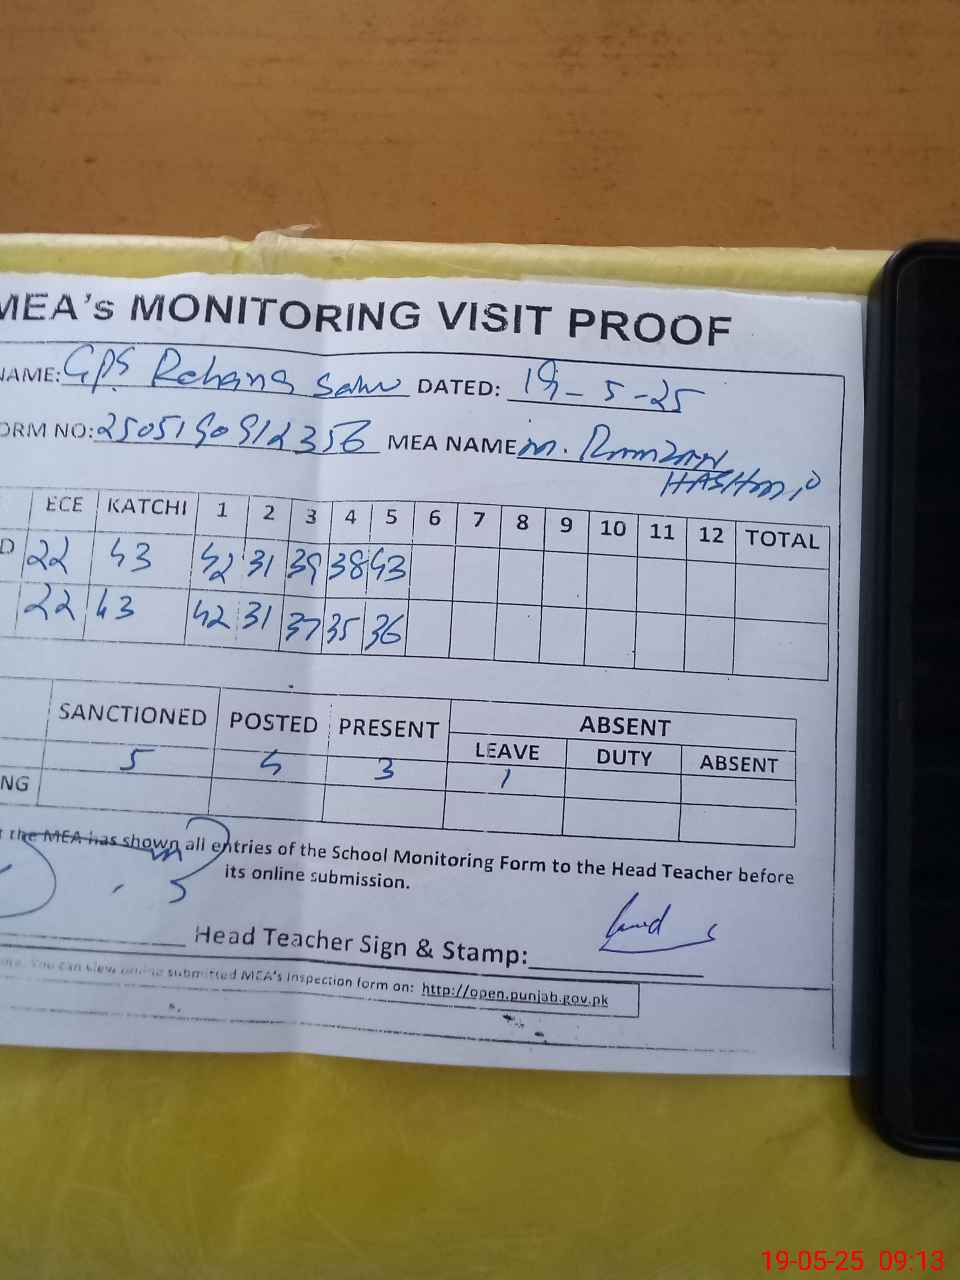 MEA's MONITORING VISIT PROOF
NAME: GPS Rehana Sahu DATED: 19-5-25
ORM NO: 2505190912356 MEA NAME M. RAMZAN
HASHMI
ECE KATCHI 1 2 3 4 5 6 7 8 9 10 11 12 TOTAL
D 22 43 42 31 39 38 43
22 43 42 31 37 35 36
SANCTIONED POSTED PRESENT ABSENT
LEAVE DUTY ABSENT
5 4 3 1
NG
t the MEA has shown all entries of the School Monitoring Form to the Head Teacher before
its online submission.
Head Teacher Sign & Stamp:
You can view online submitted MEA's Inspection form on: http://open.punjab.gov.pk
19-05-25 09:13